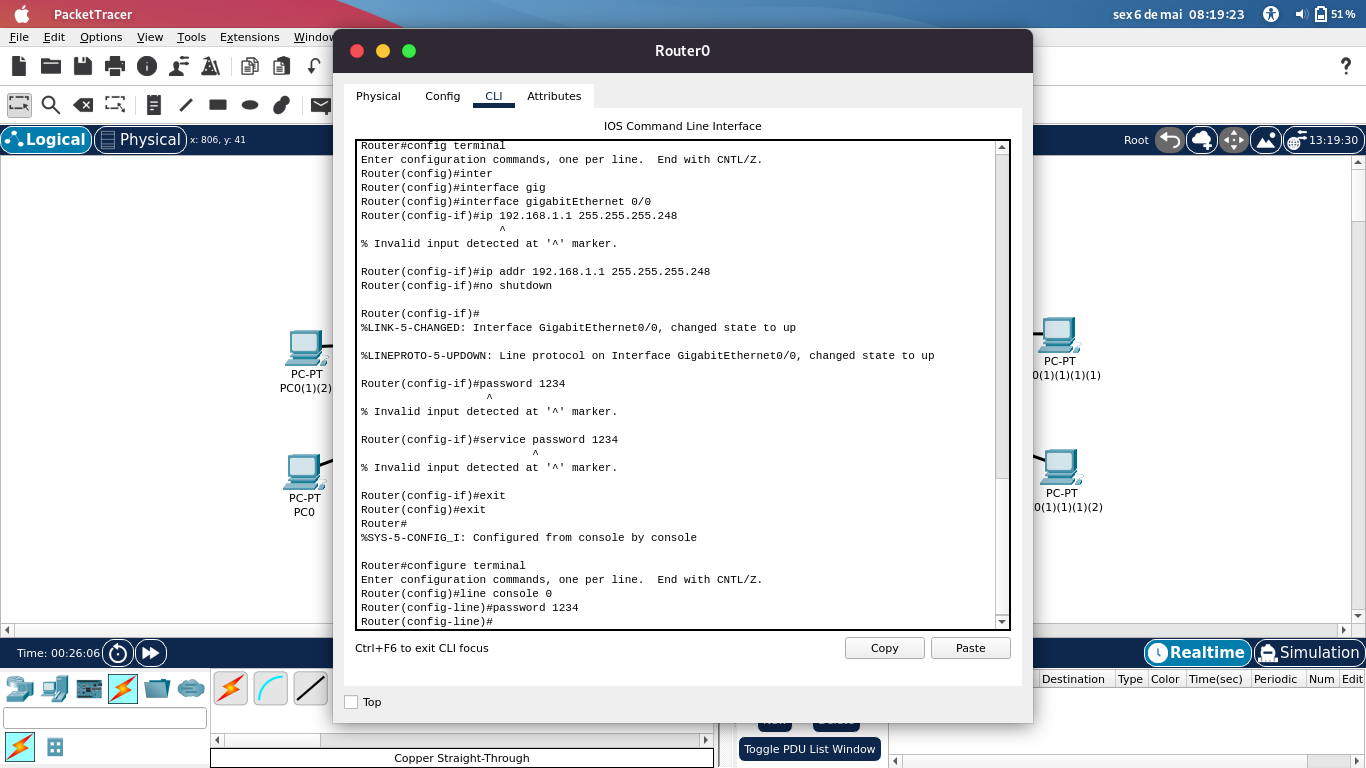 PacketTracer
sex 6 de mai 08:19:23
51 %
File Edit Options View Tools Extensions Window
Router0
?
Physical Config CLI Attributes
Logical
Physical
x: 806, y: 41
Root
13:19:30
IOS Command Line Interface
Router#config terminal
Enter configuration commands, one per line.  End with CNTL/Z.
Router(config)#inter
Router(config)#interface gig
Router(config)#interface gigabitEthernet 0/0
Router(config-if)#ip 192.168.1.1 255.255.255.248
^
% Invalid input detected at '^' marker.
Router(config-if)#ip addr 192.168.1.1 255.255.255.248
Router(config-if)#no shutdown
Router(config-if)#
%LINK-5-CHANGED: Interface GigabitEthernet0/0, changed state to up
%LINEPROTO-5-UPDOWN: Line protocol on Interface GigabitEthernet0/0, changed state to up
Router(config-if)#password 1234
^
% Invalid input detected at '^' marker.
Router(config-if)#service password 1234
^
% Invalid input detected at '^' marker.
Router(config-if)#exit
Router(config)#exit
Router#
%SYS-5-CONFIG_I: Configured from console by console
Router#configure terminal
Enter configuration commands, one per line.  End with CNTL/Z.
Router(config)#line console 0
Router(config-line)#password 1234
Router(config-line)#
PC-PT
PC0(1)(2)
PC-PT
PC0
PC-PT
0(1)(1)(1)(1)
PC-PT
0(1)(1)(1)(2)
Ctrl+F6 to exit CLI focus
Copy
Paste
Top
Time: 00:26:06
Realtime
Simulation
Destination Type Color Time(sec) Periodic Num Edit
Toggle PDU List Window
Copper Straight-Through